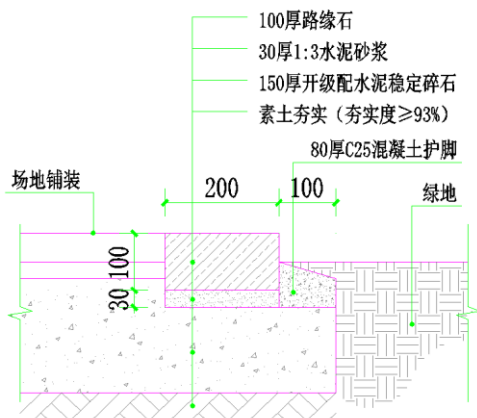 100厚路缘石
30厚1:3水泥砂浆
150厚开级配水泥稳定碎石
素土夯实（夯实度≥93%）
80厚C25混凝土护脚
场地铺装
200
100
绿地
100
30